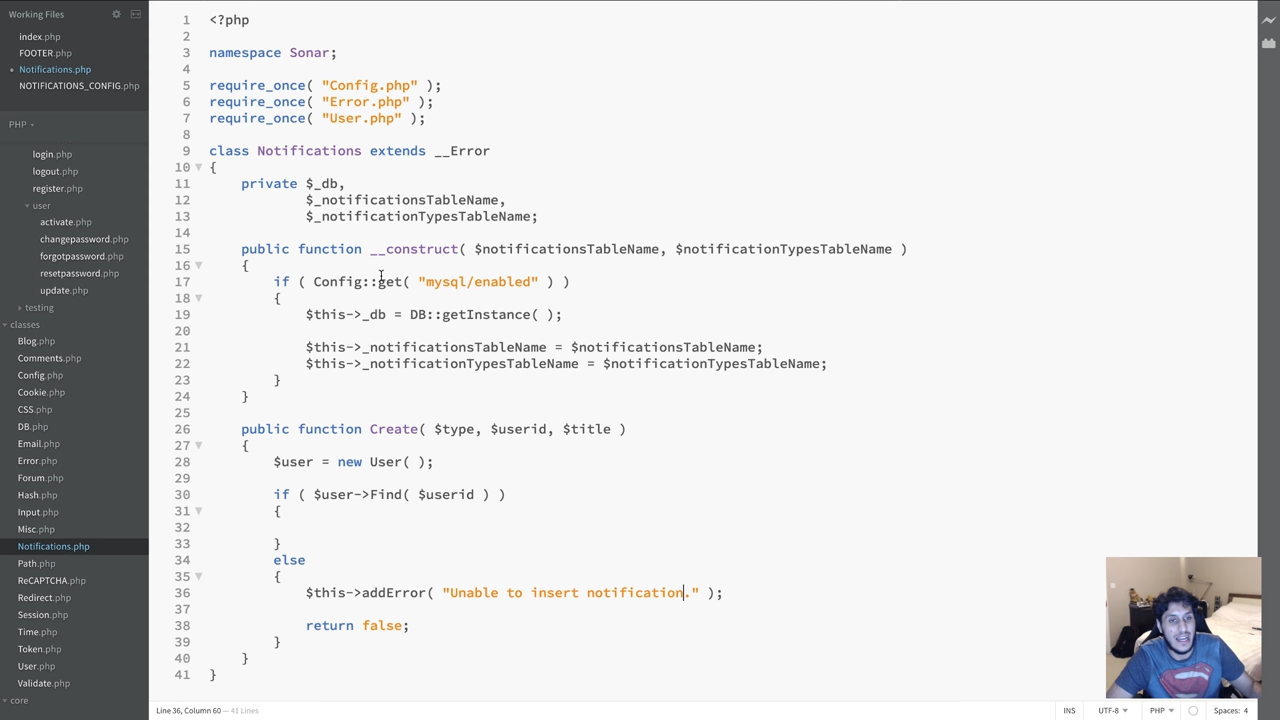 Working Files
index.php
FOOTER.php
Notifications.php
NOTIFICATIONS_CONFIG.php
PHP
login.php
logout.php
register.php
user
activate.php
changepassword.php
forgotpassword.php
resetpassword.php
update.php
testing
classes
Blog.php
Comments.php
Config.php
Cookie.php
CSS.php
DB.php
Email.php
Error.php
Forum.php
Hash.php
Input.php
Misc.php
Notifications.php
Path.php
ReCAPTCHA.php
Redirect.php
Session.php
Time.php
Token.php
User.php
Validate.php
core
1 <?php
2
3 namespace Sonar;
4
5 require_once( "Config.php" );
6 require_once( "Error.php" );
7 require_once( "User.php" );
8
9 class Notifications extends __Error
10 {
11 private $_db,
12 $_notificationsTableName,
13 $_notificationTypesTableName;
14
15 public function __construct( $notificationsTableName, $notificationTypesTableName )
16 {
17 if ( Config::get( "mysql/enabled" ) )
18 {
19 $this->_db = DB::getInstance( );
20
21 $this->_notificationsTableName = $notificationsTableName;
22 $this->_notificationTypesTableName = $notificationTypesTableName;
23 }
24 }
25
26 public function Create( $type, $userid, $title )
27 {
28 $user = new User( );
29
30 if ( $user->Find( $userid ) )
31 {
32
33 }
34 else
35 {
36 $this->addError( "Unable to insert notification." );
37
38 return false;
39 }
40 }
41 }
Line 36, Column 60 — 41 Lines
INS
UTF-8
PHP
Spaces: 4